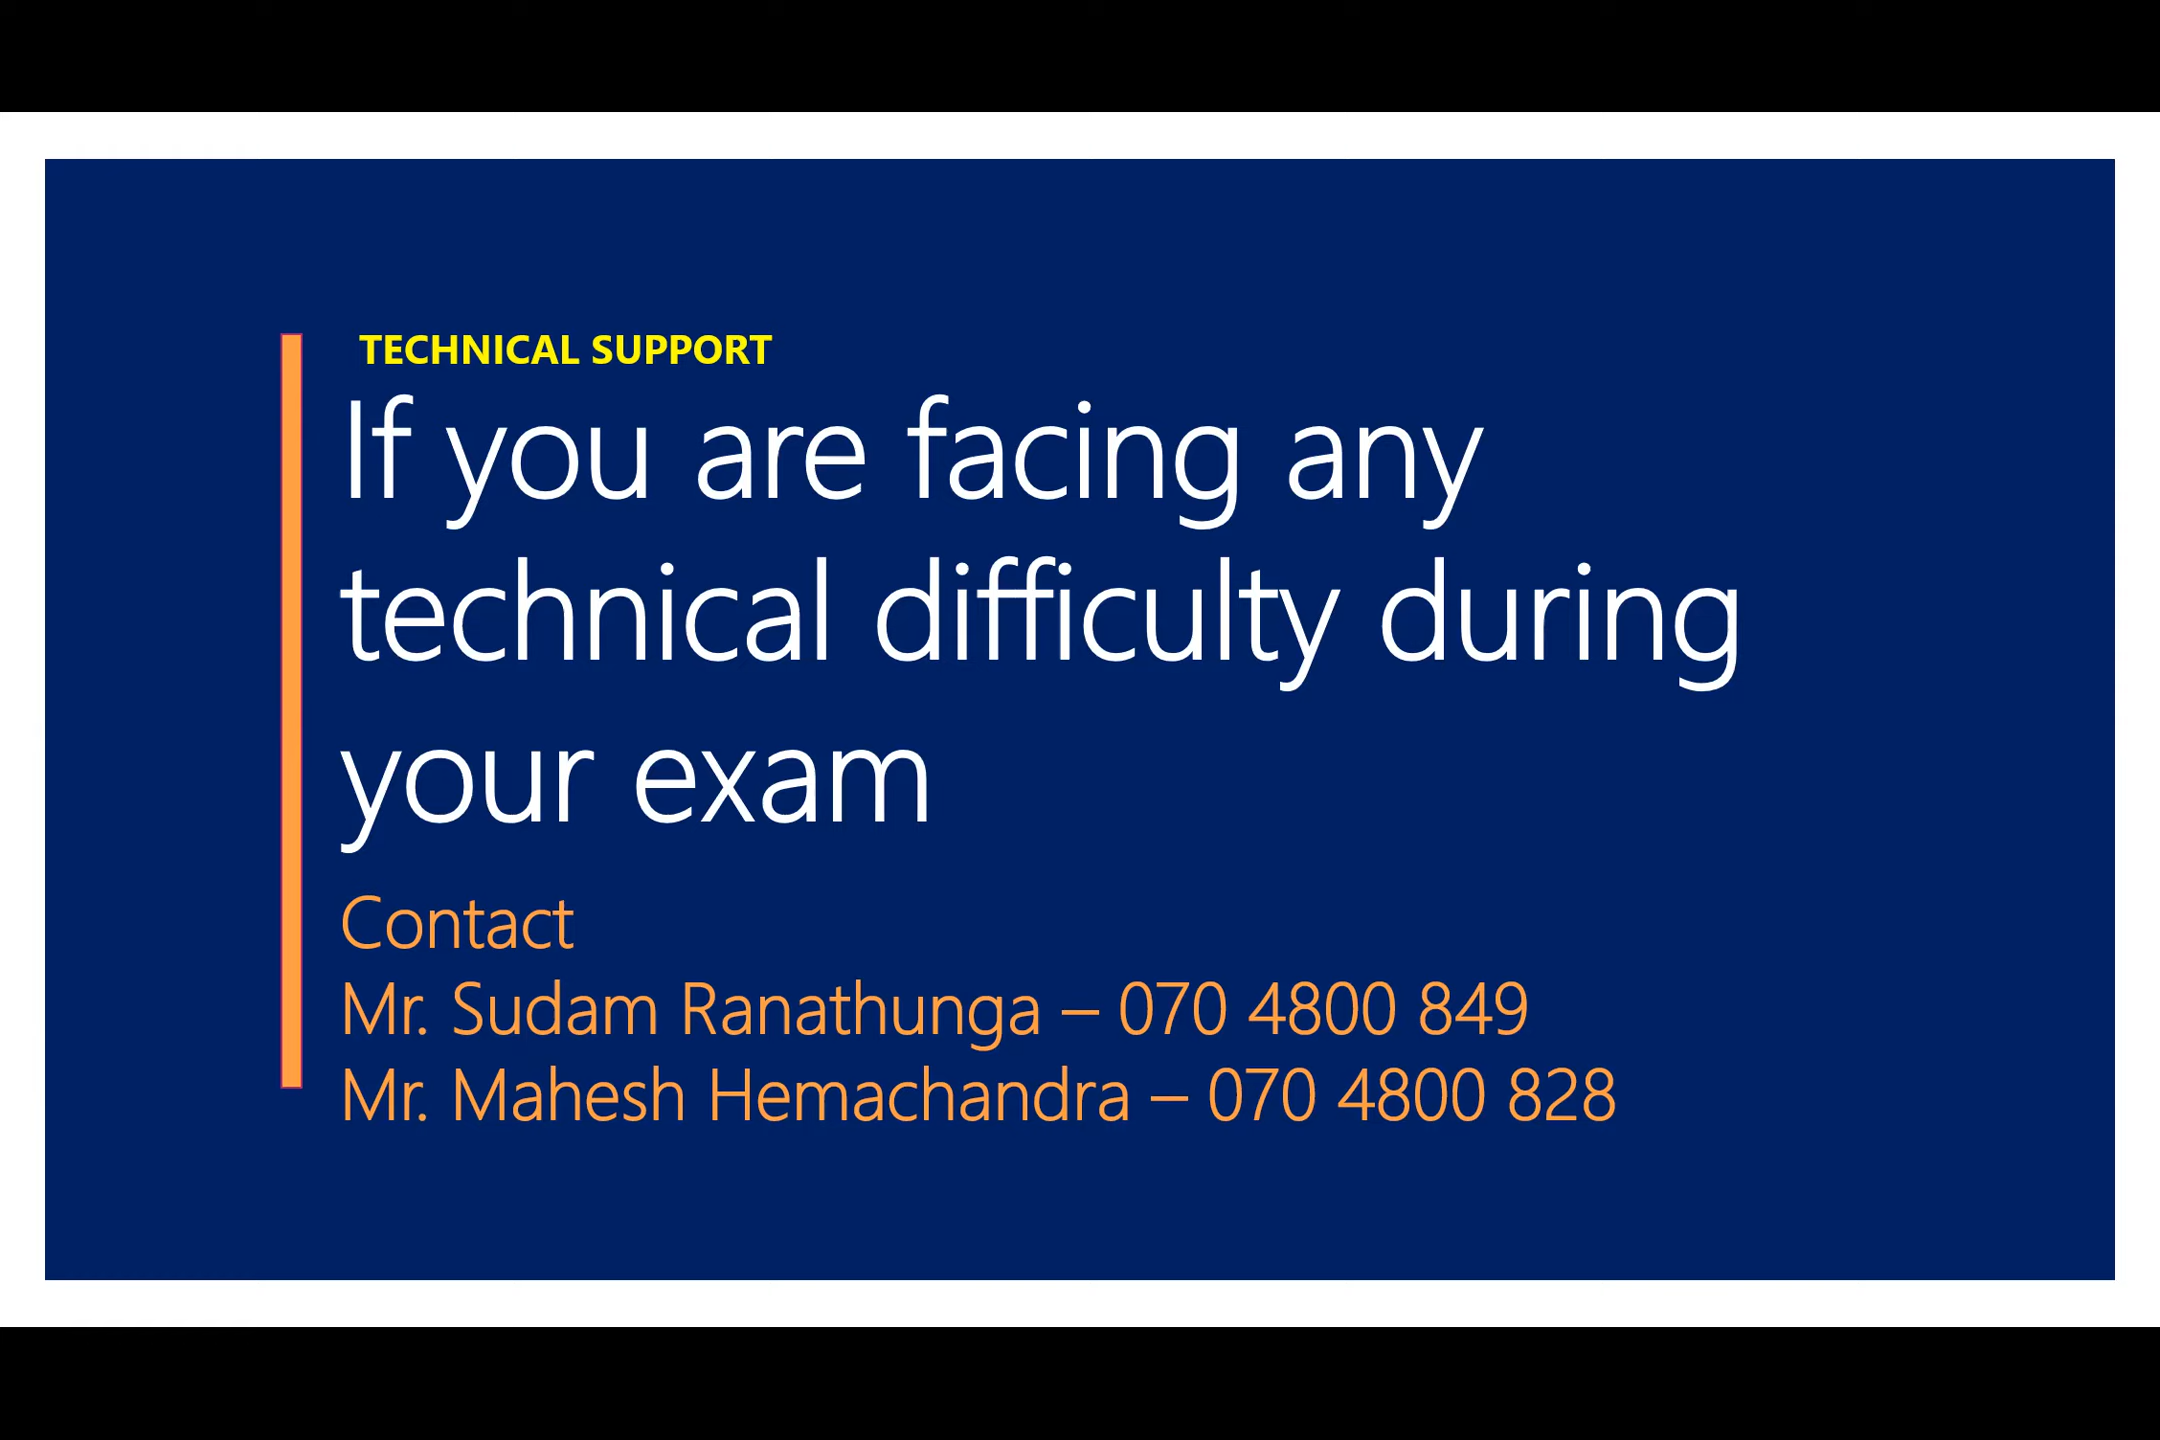 TECHNICAL SUPPORT
If you are facing any
technical difficulty during
your exam
Contact
Mr. Sudam Ranathunga – 070 4800 849
Mr. Mahesh Hemachandra – 070 4800 828